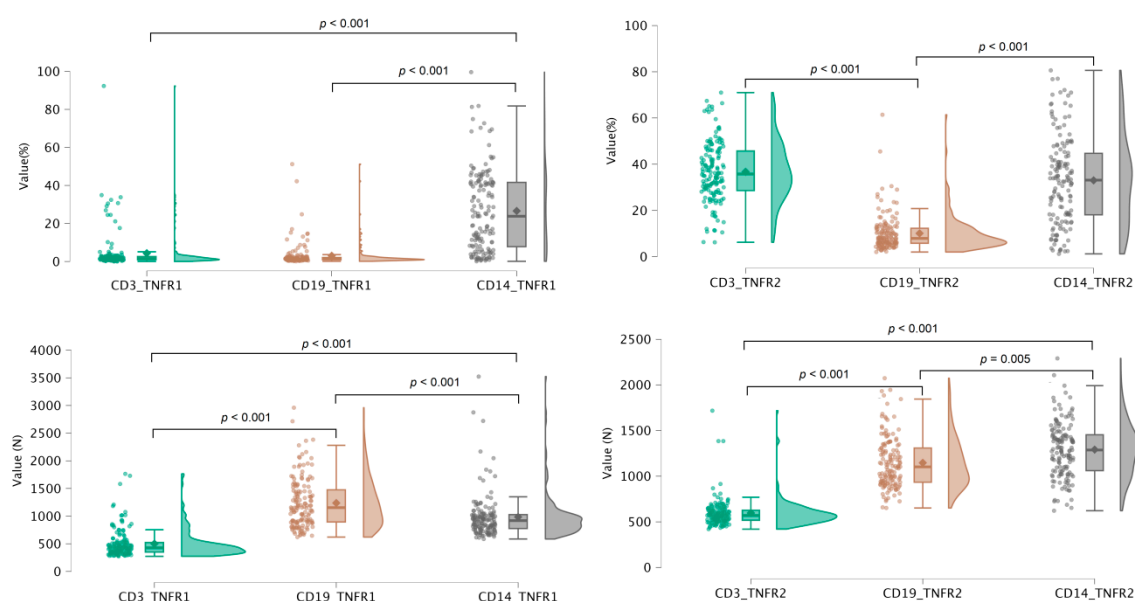 p < 0.001
p < 0.001
Value(%)
100
80
60
40
20
0
CD3_TNFR1
CD19_TNFR1
CD14_TNFR1
p < 0.001
p < 0.001
Value(%)
100
80
60
40
20
0
CD3_TNFR2
CD19_TNFR2
CD14_TNFR2
p < 0.001
p < 0.001
p < 0.001
Value (N)
4000
3500
3000
2500
2000
1500
1000
500
0
CD3_TNFR1
CD19_TNFR1
CD14_TNFR1
p < 0.001
p = 0.005
p < 0.001
Value (N)
2500
2000
1500
1000
500
0
CD3_TNFR2
CD19_TNFR2
CD14_TNFR2